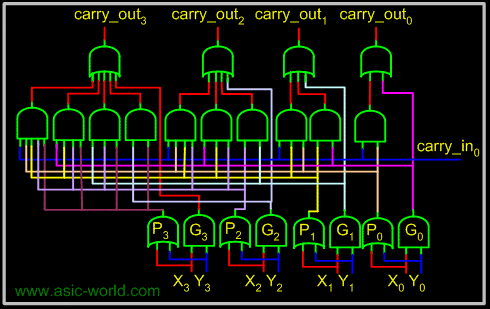 carry_out3 carry_out2 carry_out1 carry_out0
carry_in0
P3 G3 P2 G2 P1 G1 P0 G0
X3 Y3 X2 Y2 X1 Y1 X0 Y0
www.asic-world.com